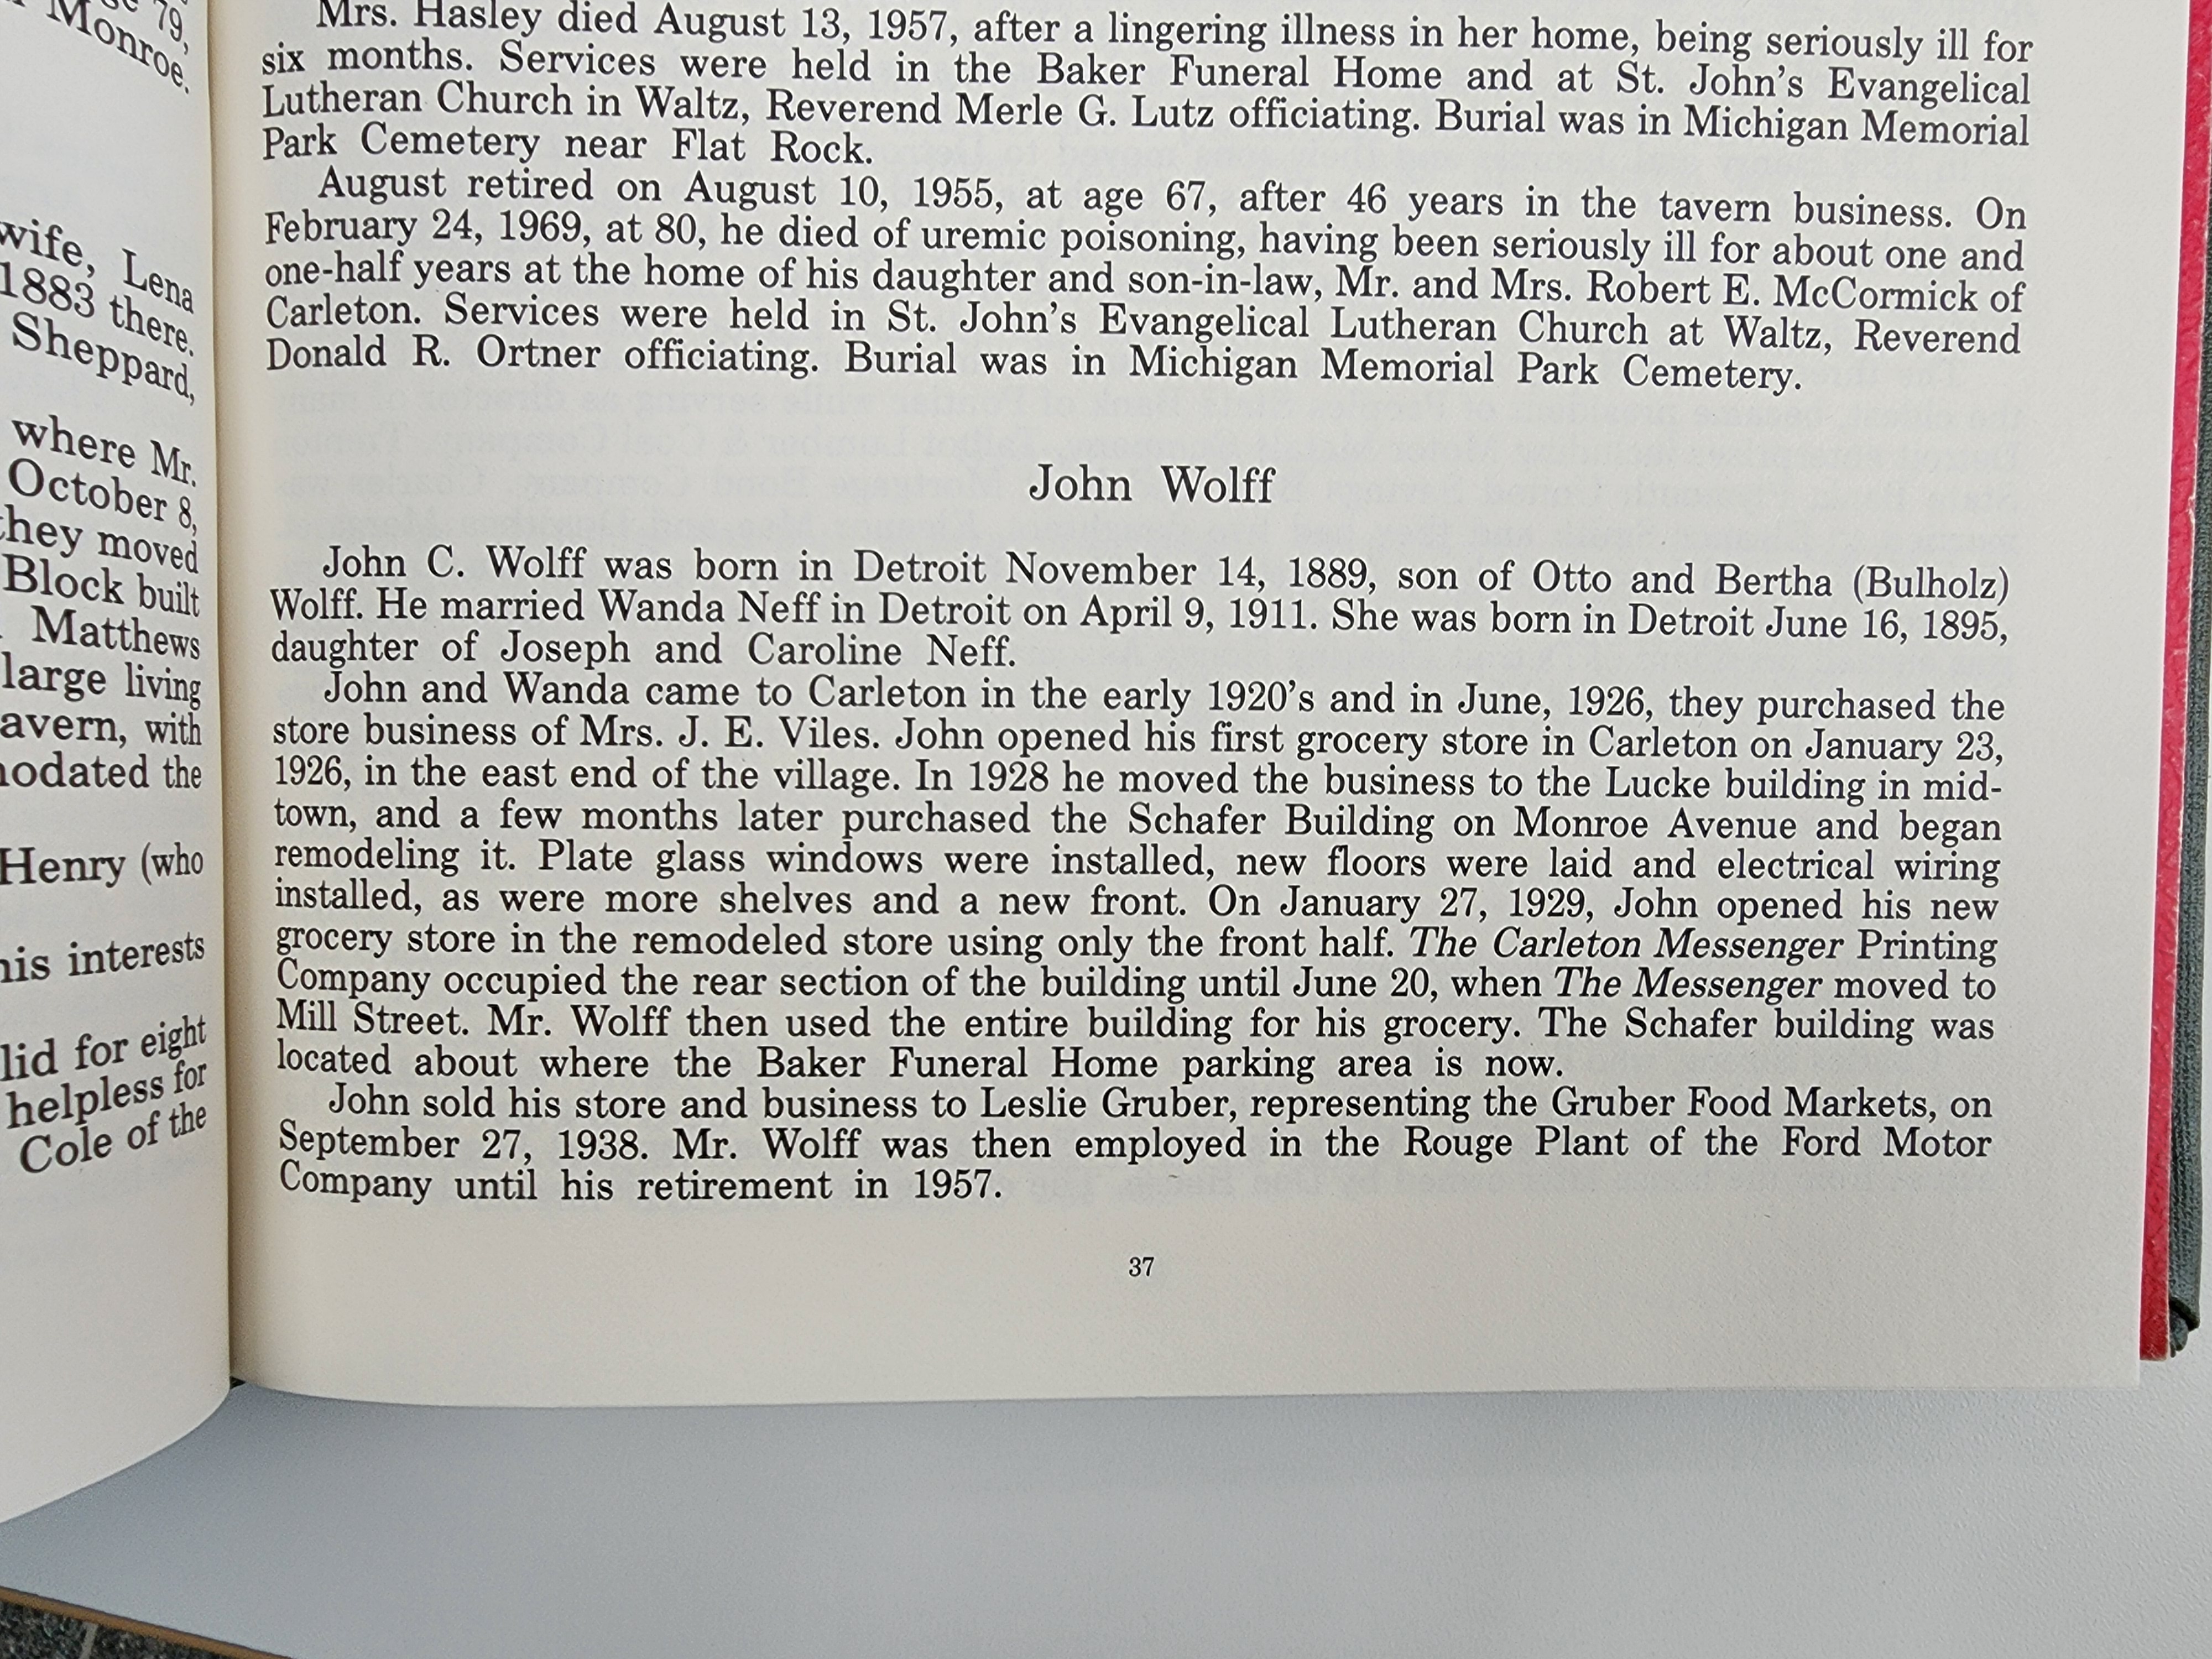 79,
Monroe.
wife, Lena
1883 there.
Sheppard,
where Mr.
October 8,
they moved
Block built
Matthews
large living
with
the
Henry (who
his interests
for eight
helpless for
Cole of the
Mrs. Hasley died August 13, 1957, after a lingering illness in her home, being seriously ill for
six months. Services were held in the Baker Funeral Home and at St. John's Evangelical
Lutheran Church in Waltz, Reverend Merle G. Lutz officiating. Burial was in Michigan Memorial
Park Cemetery near Flat Rock.
August retired on August 10, 1955, at age 67, after 46 years in the tavern business. On
February 24, 1969, at 80, he died of uremic poisoning, having been seriously ill for about one and
one-half years at the home of his daughter and son-in-law, Mr. and Mrs. Robert E. McCormick of
Carleton. Services were held in St. John's Evangelical Lutheran Church at Waltz, Reverend
Donald R. Ortner officiating. Burial was in Michigan Memorial Park Cemetery.
John Wolff
John C. Wolff was born in Detroit November 14, 1889, son of Otto and Bertha (Bulholz)
Wolff. He married Wanda Neff in Detroit on April 9, 1911. She was born in Detroit June 16, 1895,
daughter of Joseph and Caroline Neff.
John and Wanda came to Carleton in the early 1920's and in June, 1926, they purchased the
store business of Mrs. J. E. Viles. John opened his first grocery store in Carleton on January 23,
1926, in the east end of the village. In 1928 he moved the business to the Lucke building in mid-
town, and a few months later purchased the Schafer Building on Monroe Avenue and began
remodeling it. Plate glass windows were installed, new floors were laid and electrical wiring
installed, as were more shelves and a new front. On January 27, 1929, John opened his new
grocery store in the remodeled store using only the front half. The Carleton Messenger Printing
Company occupied the rear section of the building until June 20, when The Messenger moved to
Mill Street. Mr. Wolff then used the entire building for his grocery. The Schafer building was
located about where the Baker Funeral Home parking area is now.
John sold his store and business to Leslie Gruber, representing the Gruber Food Markets, on
September 27, 1938. Mr. Wolff was then employed in the Rouge Plant of the Ford Motor
Company until his retirement in 1957.
37